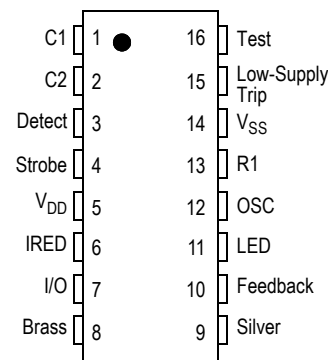 C1 1 16 Test
C2 2 15 Low-Supply Trip
Detect 3 14 VSS
Strobe 4 13 R1
VDD 5 12 OSC
IRED 6 11 LED
I/O 7 10 Feedback
Brass 8 9 Silver